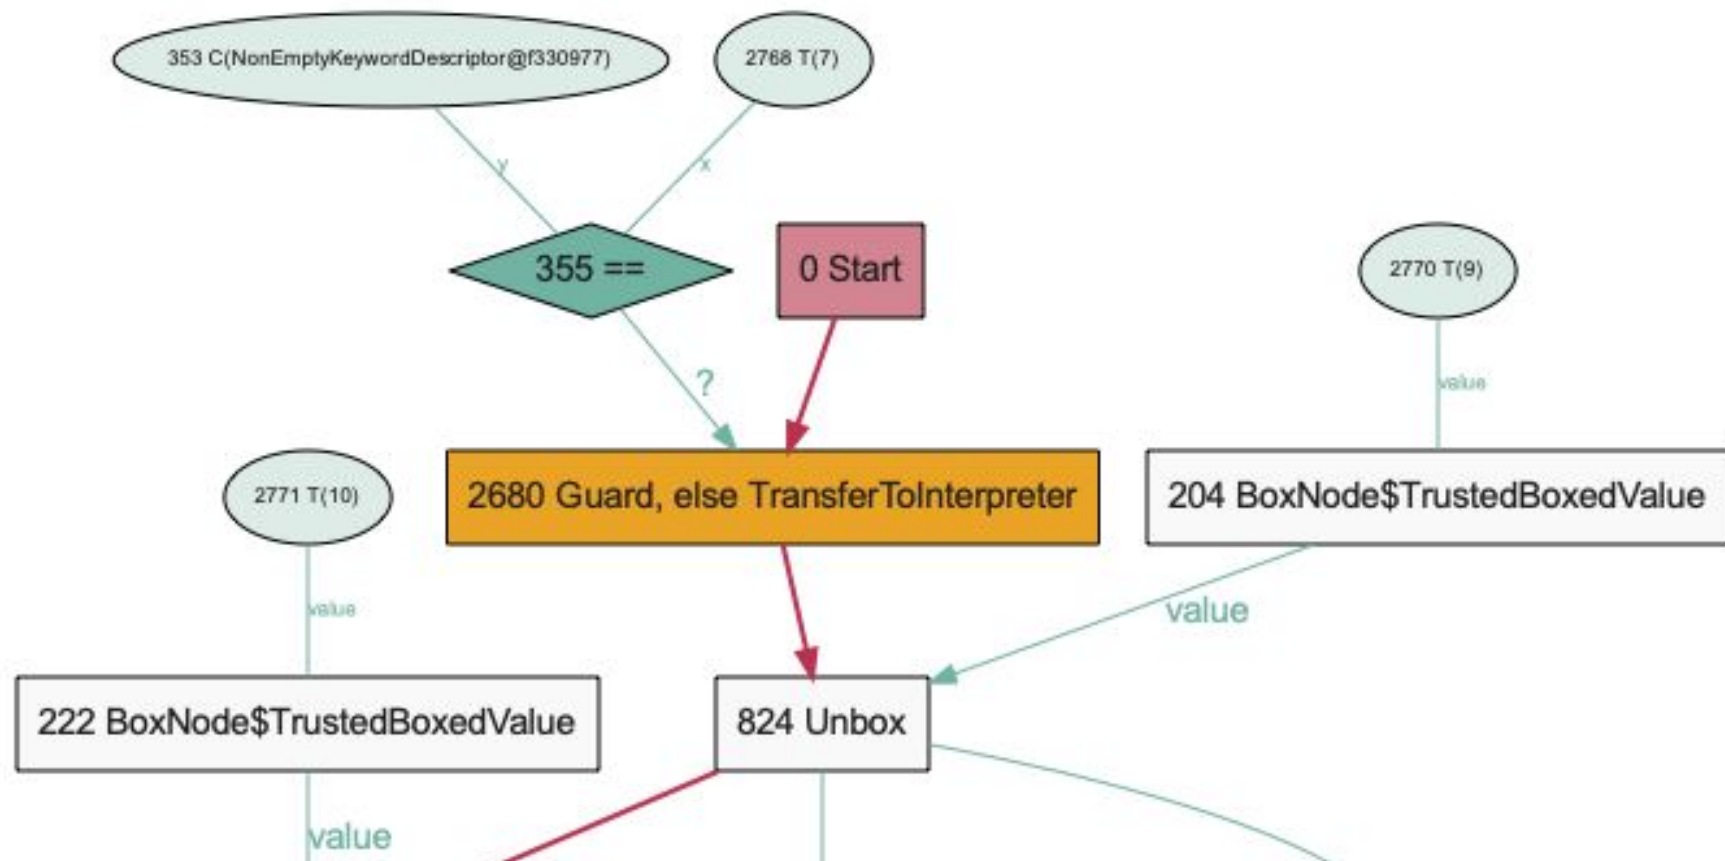 353 C(NonEmptyKeywordDescriptor@f330977)
2768 T(7)
y
x
355 ==
0 Start
2770 T(9)
?
value
2771 T(10)
2680 Guard, else TransferToInterpreter
204 BoxNode$TrustedBoxedValue
value
value
222 BoxNode$TrustedBoxedValue
824 Unbox
value